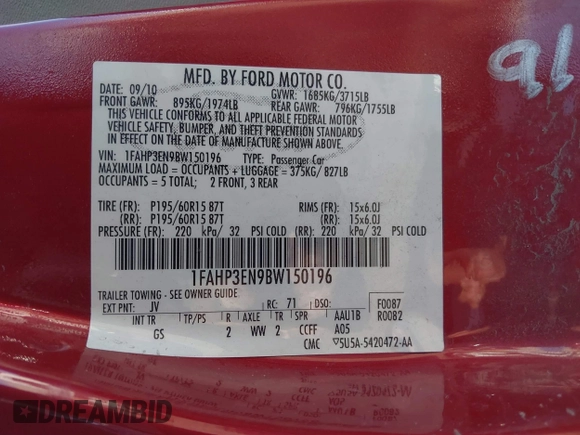 91
MFD. BY FORD MOTOR CO.
DATE: 09/10 GVWR: 1685KG/3715LB
FRONT GAWR: 895KG/1974LB REAR GAWR: 796KG/1755LB
THIS VEHICLE CONFORMS TO ALL APPLICABLE FEDERAL MOTOR
VEHICLE SAFETY, BUMPER, AND THEFT PREVENTION STANDARDS
IN EFFECT ON THE DATE OF MANUFACTURE SHOWN ABOVE.
VIN: 1FAHP3EN9BW150196 TYPE: Passenger Car
MAXIMUM LOAD = OCCUPANTS + LUGGAGE = 375KG/ 827LB
OCCUPANTS = 5 TOTAL; 2 FRONT, 3 REAR
TIRE (FR): P195/60R15 87T RIMS (FR): 15x6.0J
(RR): P195/60R15 87T (RR): 15x6.0J
PRESSURE (FR): 220 kPa/ 32 PSI COLD (RR): 220 kPa/ 32 PSI COLD
1FAHP3EN9BW150196
TRAILER TOWING - SEE OWNER GUIDE.
EXT PNT: JV RC: 71 DSO: F0087
INT TR TP/PS R AXLE TR SPR AAU1B R0082
GS 2 WW 2 CCFF A05
CMC 5U5A-5420472-AA
DREAMBID